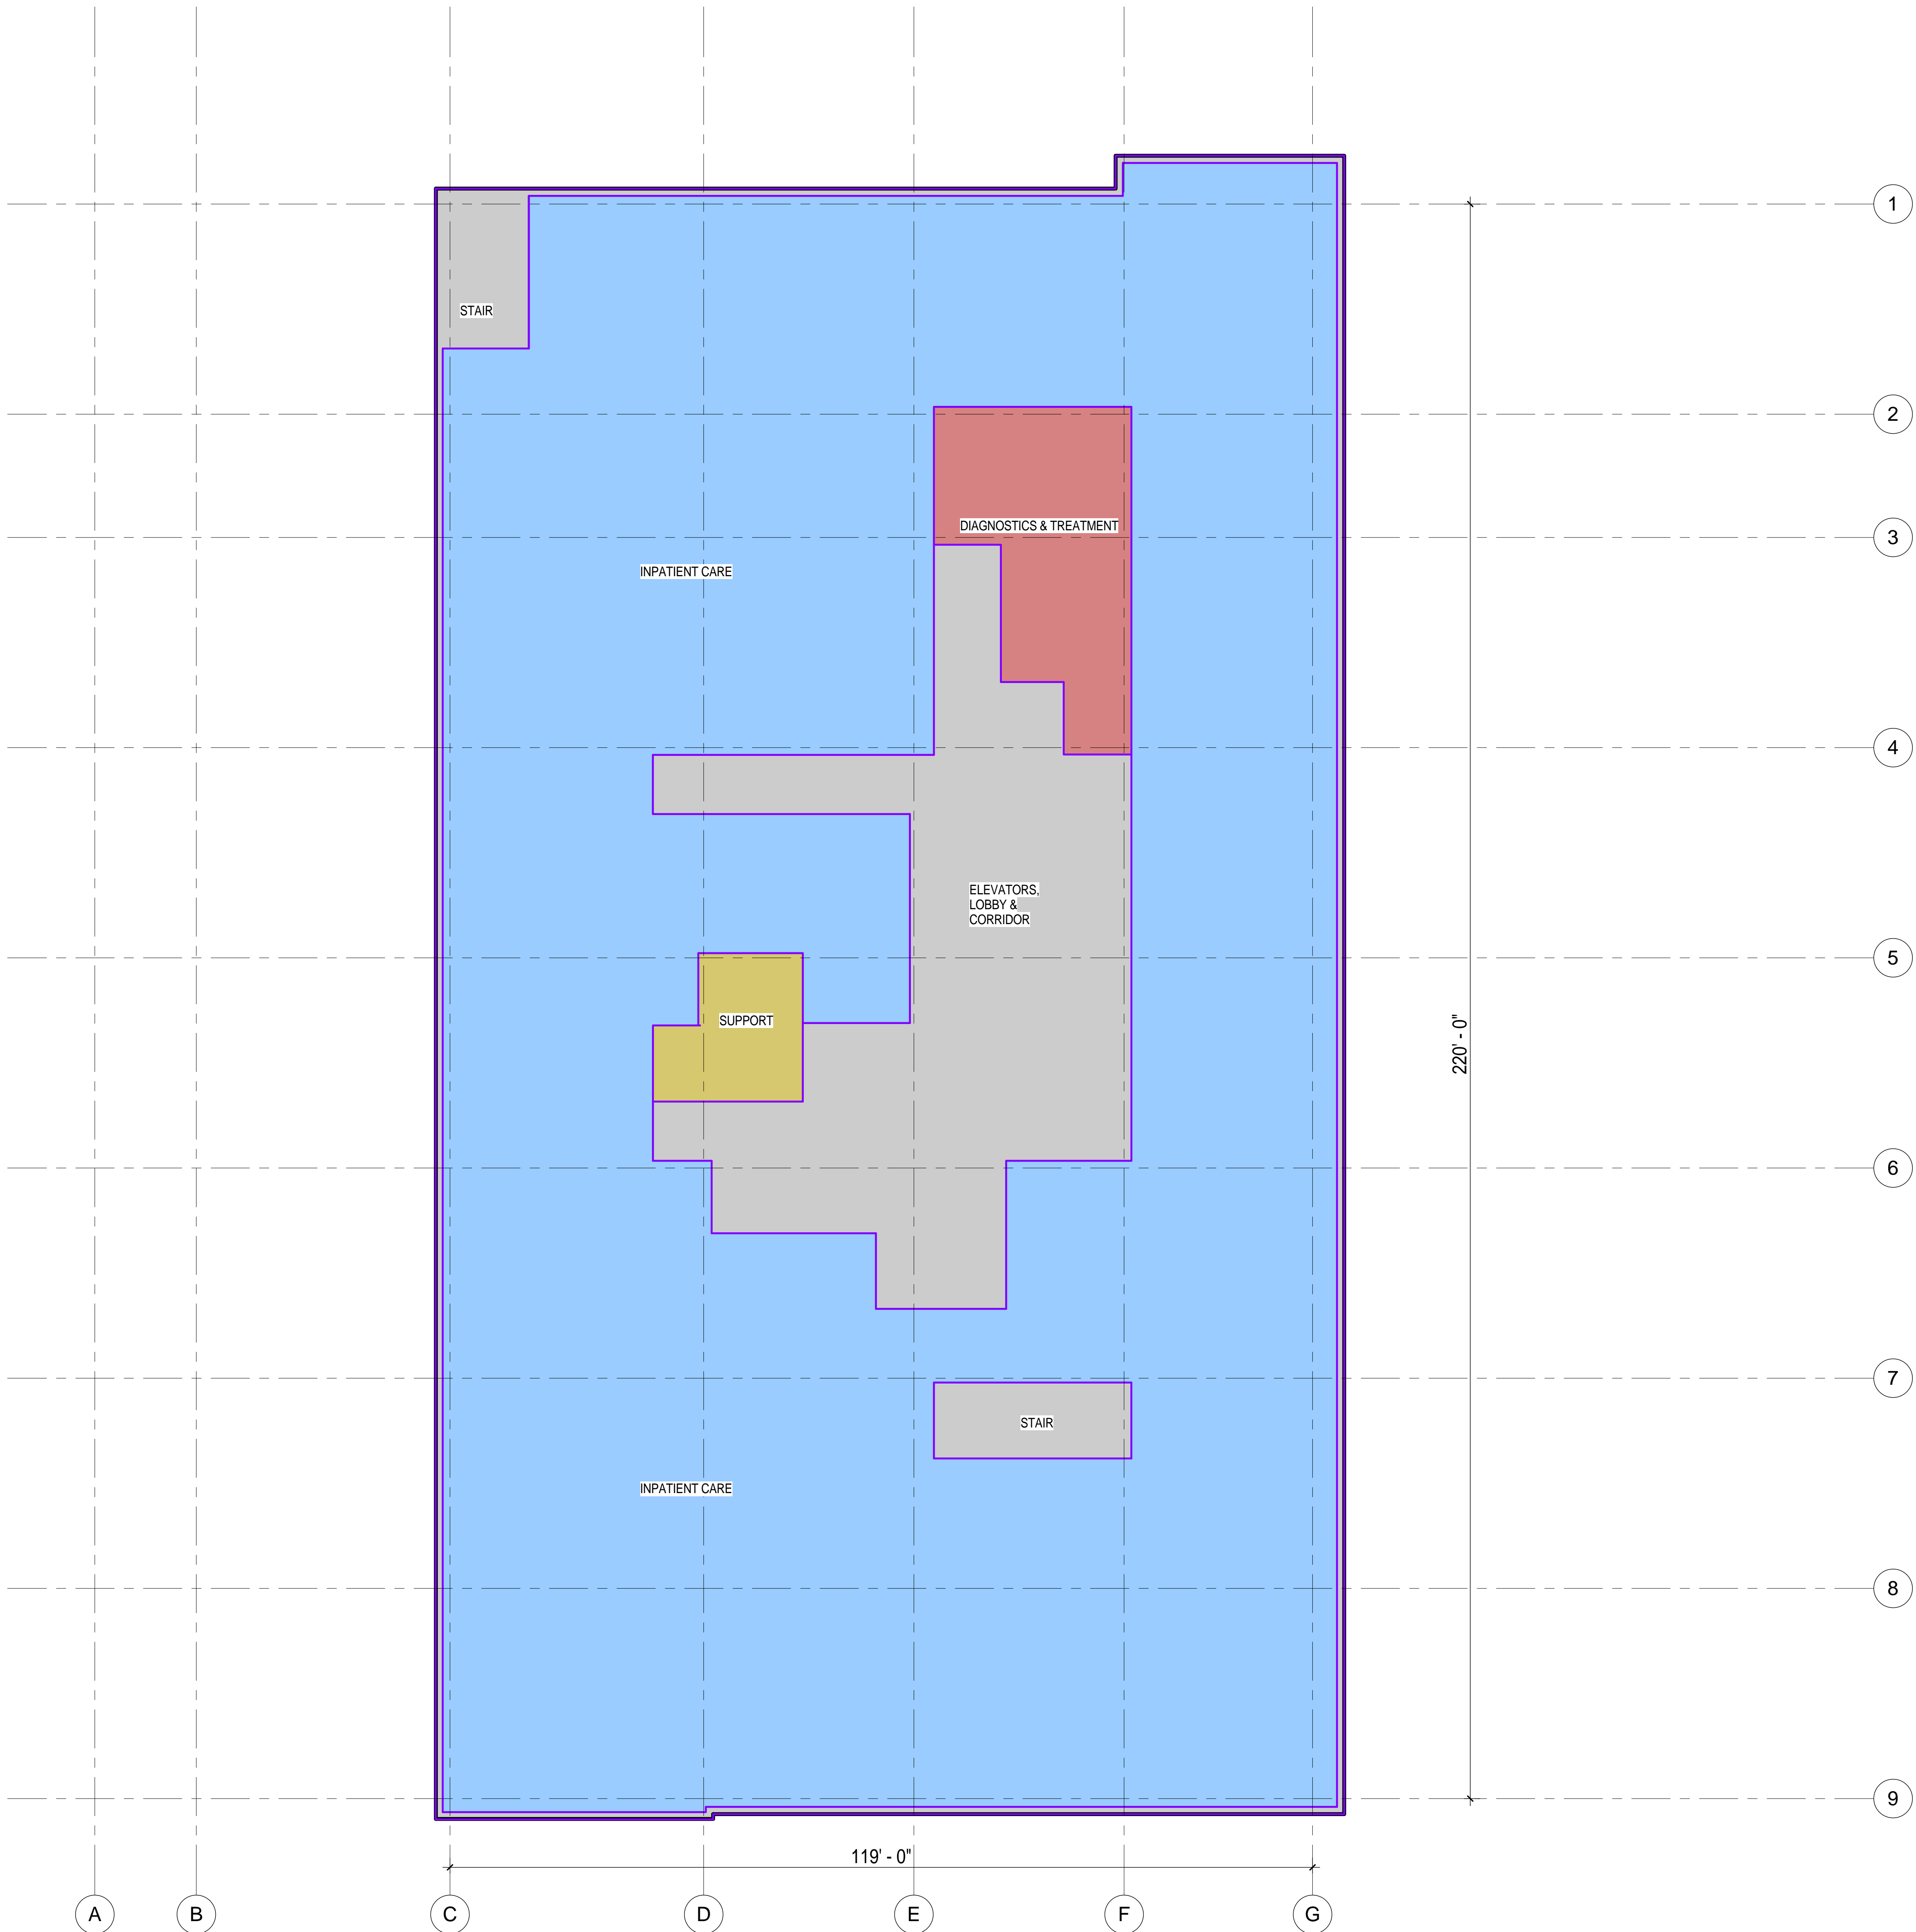 1
STAIR
2
DIAGNOSTICS & TREATMENT
3
INPATIENT CARE
4
ELEVATORS,
LOBBY &
CORRIDOR
5
SUPPORT
220' - 0"
6
7
STAIR
INPATIENT CARE
8
9
119' - 0"
A B C D E F G